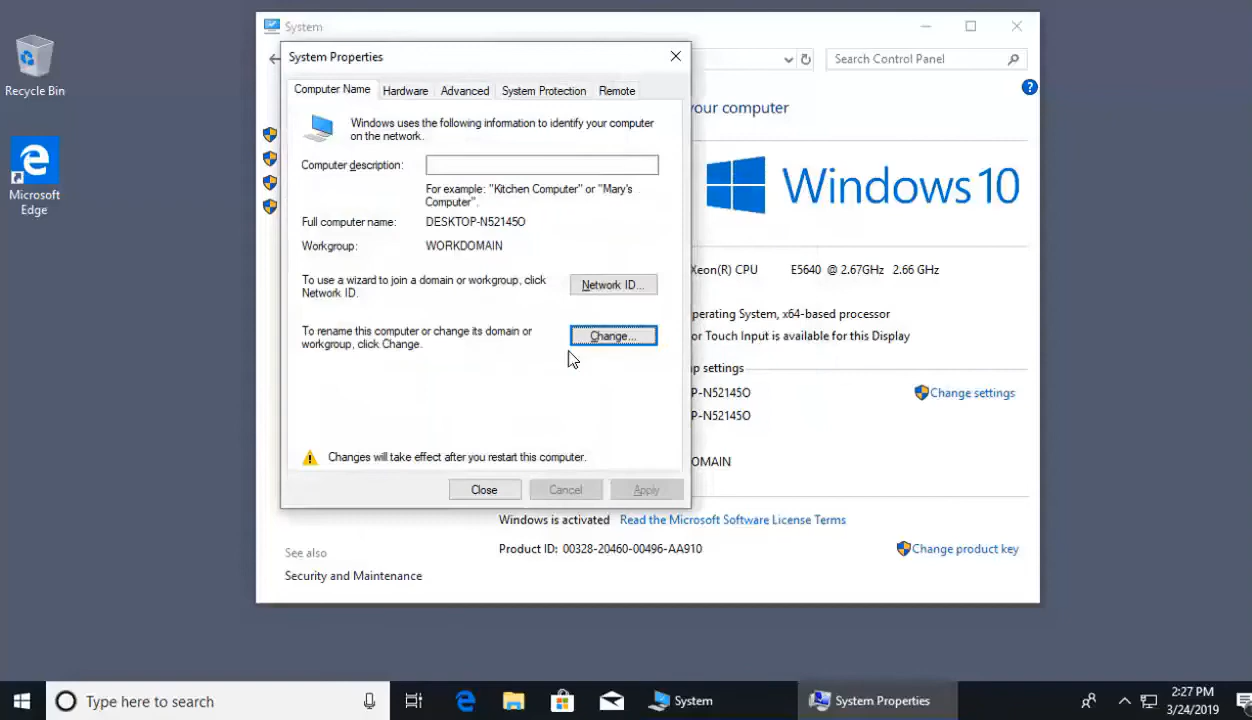 Recycle Bin
Microsoft
Edge
System
Search Control Panel
System Properties
Computer Name
Hardware
Advanced
System Protection
Remote
Windows uses the following information to identify your computer
on the network.
Computer description:
For example: "Kitchen Computer" or "Mary's
Computer".
Full computer name:
DESKTOP-N52145O
Workgroup:
WORKDOMAIN
To use a wizard to join a domain or workgroup, click
Network ID.
Network ID...
To rename this computer or change its domain or
workgroup, click Change.
Change...
Changes will take effect after you restart this computer.
Close
Cancel
Apply
your computer
Windows 10
Xeon(R) CPU E5640 @ 2.67GHz 2.66 GHz
perating System, x64-based processor
or Touch Input is available for this Display
p settings
P-N52145O
Change settings
P-N52145O
OMAIN
Windows is activated
Read the Microsoft Software License Terms
Product ID: 00328-20460-00496-AA910
Change product key
See also
Security and Maintenance
Type here to search
System
System Properties
2:27 PM
3/24/2019